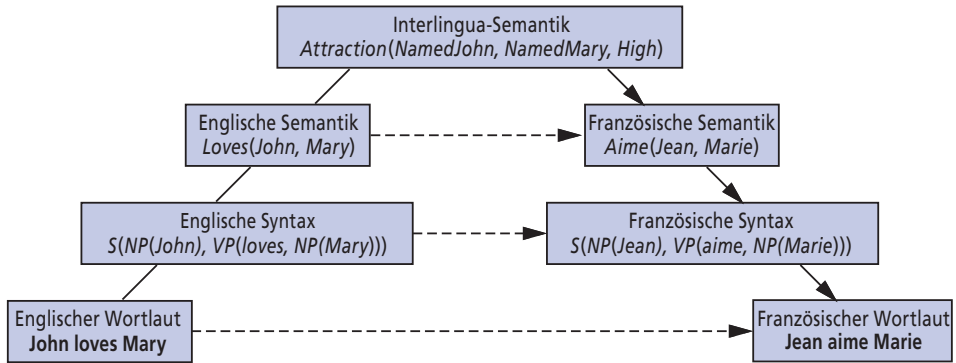 Interlingua-Semantik
Attraction(NamedJohn, NamedMary, High)
Englische Semantik
Loves(John, Mary)
Französische Semantik
Aime(Jean, Marie)
Englische Syntax
S(NP(John), VP(loves, NP(Mary)))
Französische Syntax
S(NP(Jean), VP(aime, NP(Marie)))
Englischer Wortlaut
John loves Mary
Französischer Wortlaut
Jean aime Marie